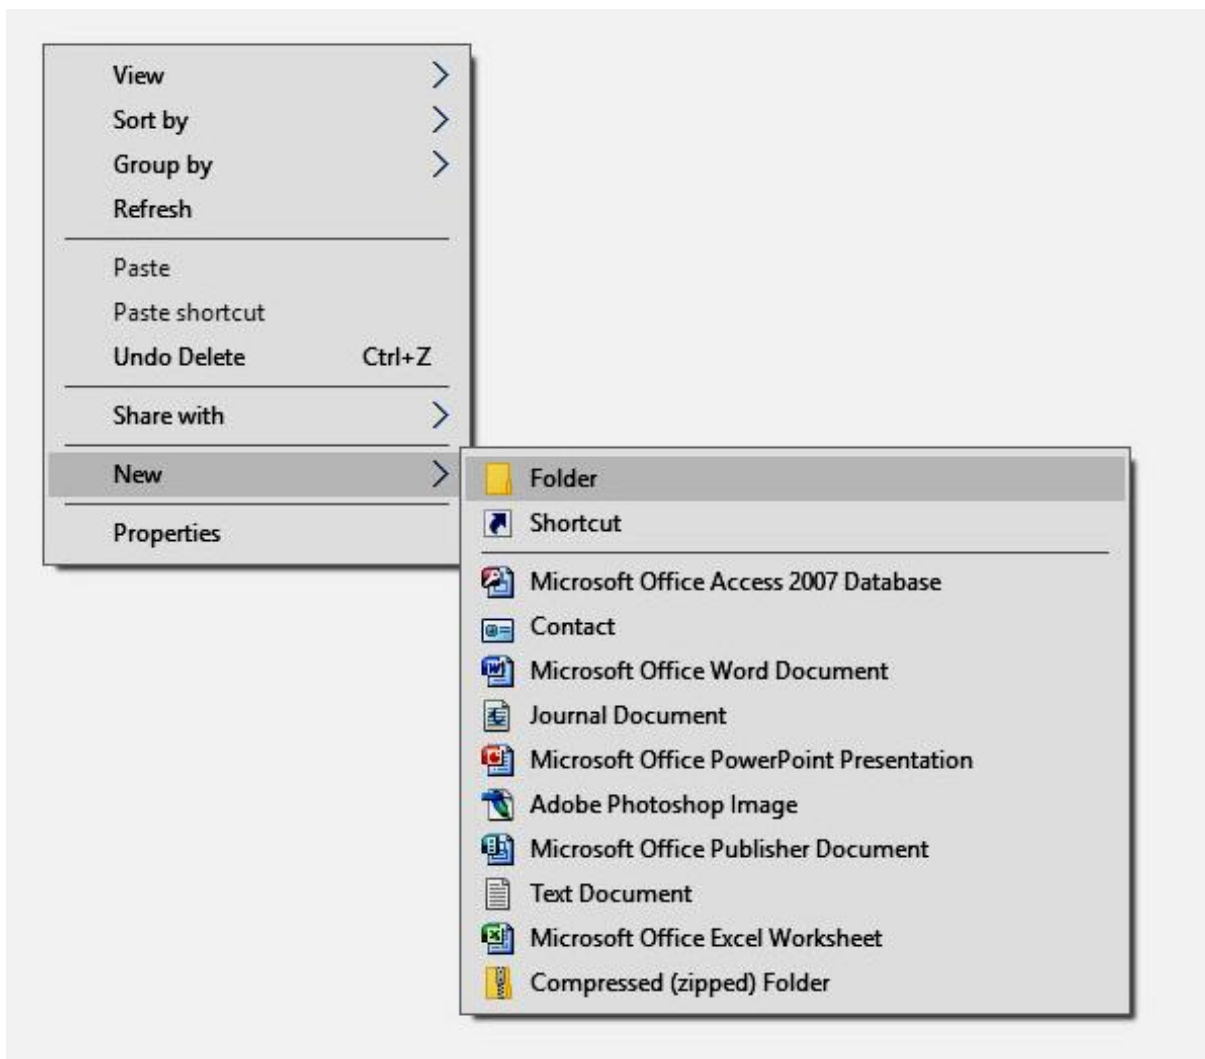 View
Sort by
Group by
Refresh
Paste
Paste shortcut
Undo Delete Ctrl+Z
Share with
New
Properties
Folder
Shortcut
Microsoft Office Access 2007 Database
Contact
Microsoft Office Word Document
Journal Document
Microsoft Office PowerPoint Presentation
Adobe Photoshop Image
Microsoft Office Publisher Document
Text Document
Microsoft Office Excel Worksheet
Compressed (zipped) Folder